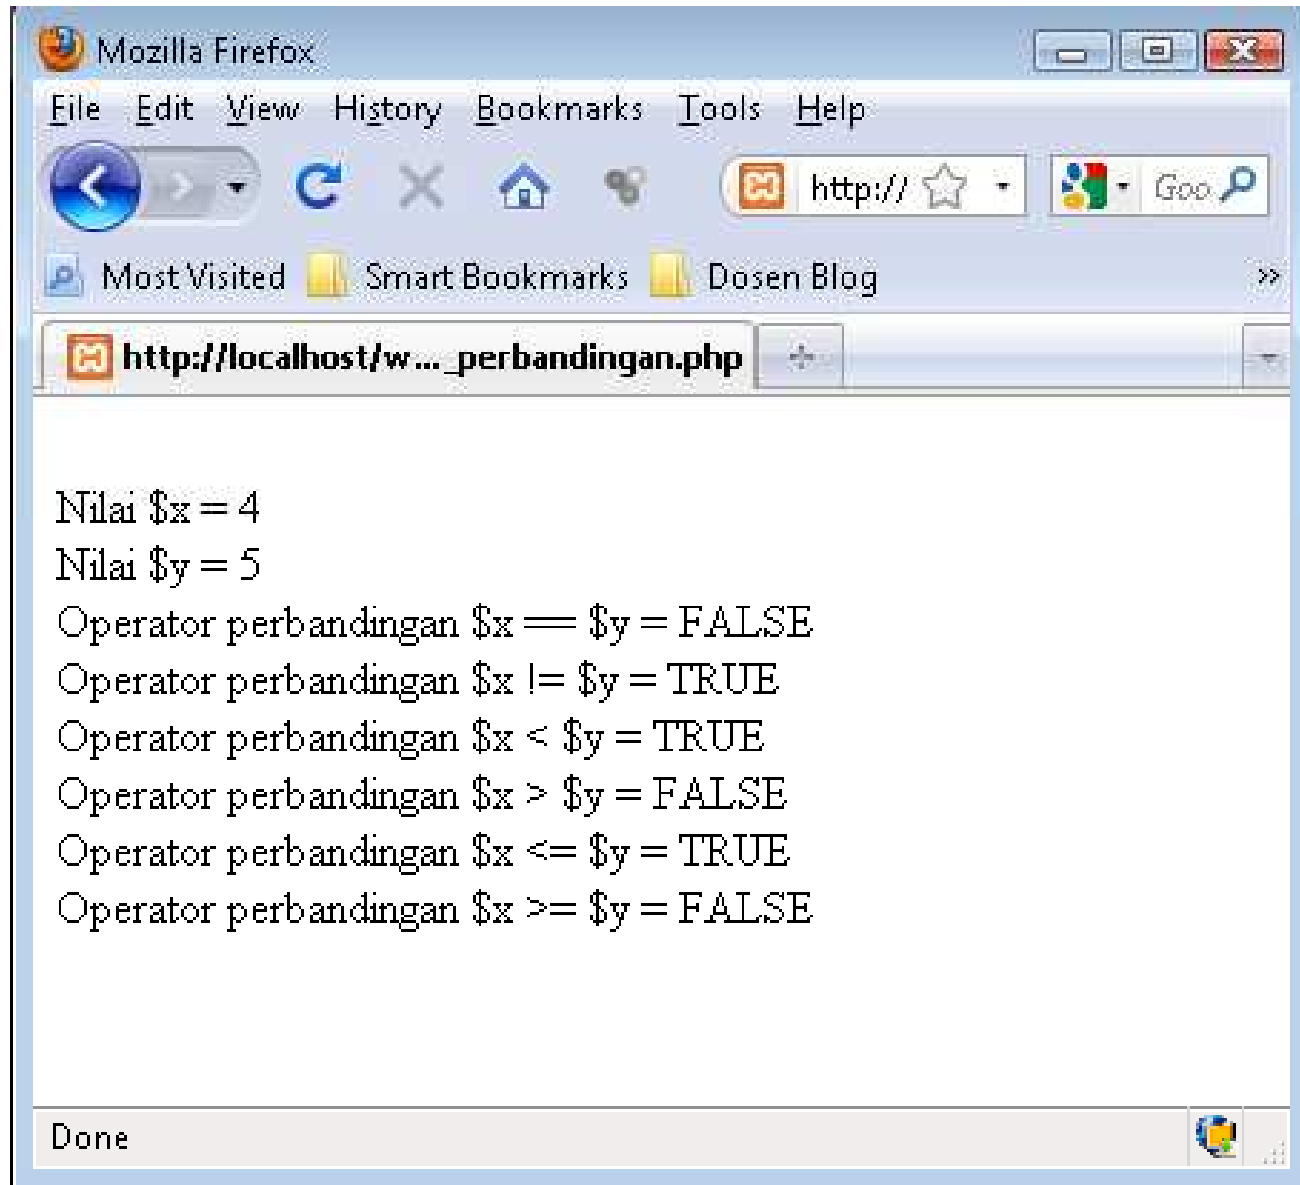 Mozilla Firefox
File Edit View History Bookmarks Tools Help
http:// Goo
Most Visited Smart Bookmarks Dosen Blog »
http://localhost/w..._perbandingan.php
Nilai $x = 4
Nilai $y = 5
Operator perbandingan $x == $y = FALSE
Operator perbandingan $x != $y = TRUE
Operator perbandingan $x < $y = TRUE
Operator perbandingan $x > $y = FALSE
Operator perbandingan $x <= $y = TRUE
Operator perbandingan $x >= $y = FALSE
Done